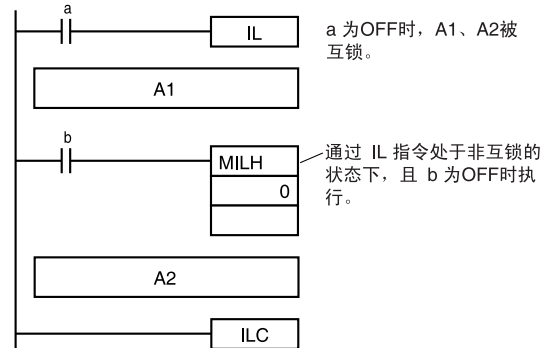 a
IL
a 为OFF时，A1、A2被
互锁。
A1
b
MILH
0
通过 IL 指令处于非互锁的
状态下，且 b 为OFF时执
行。
A2
ILC